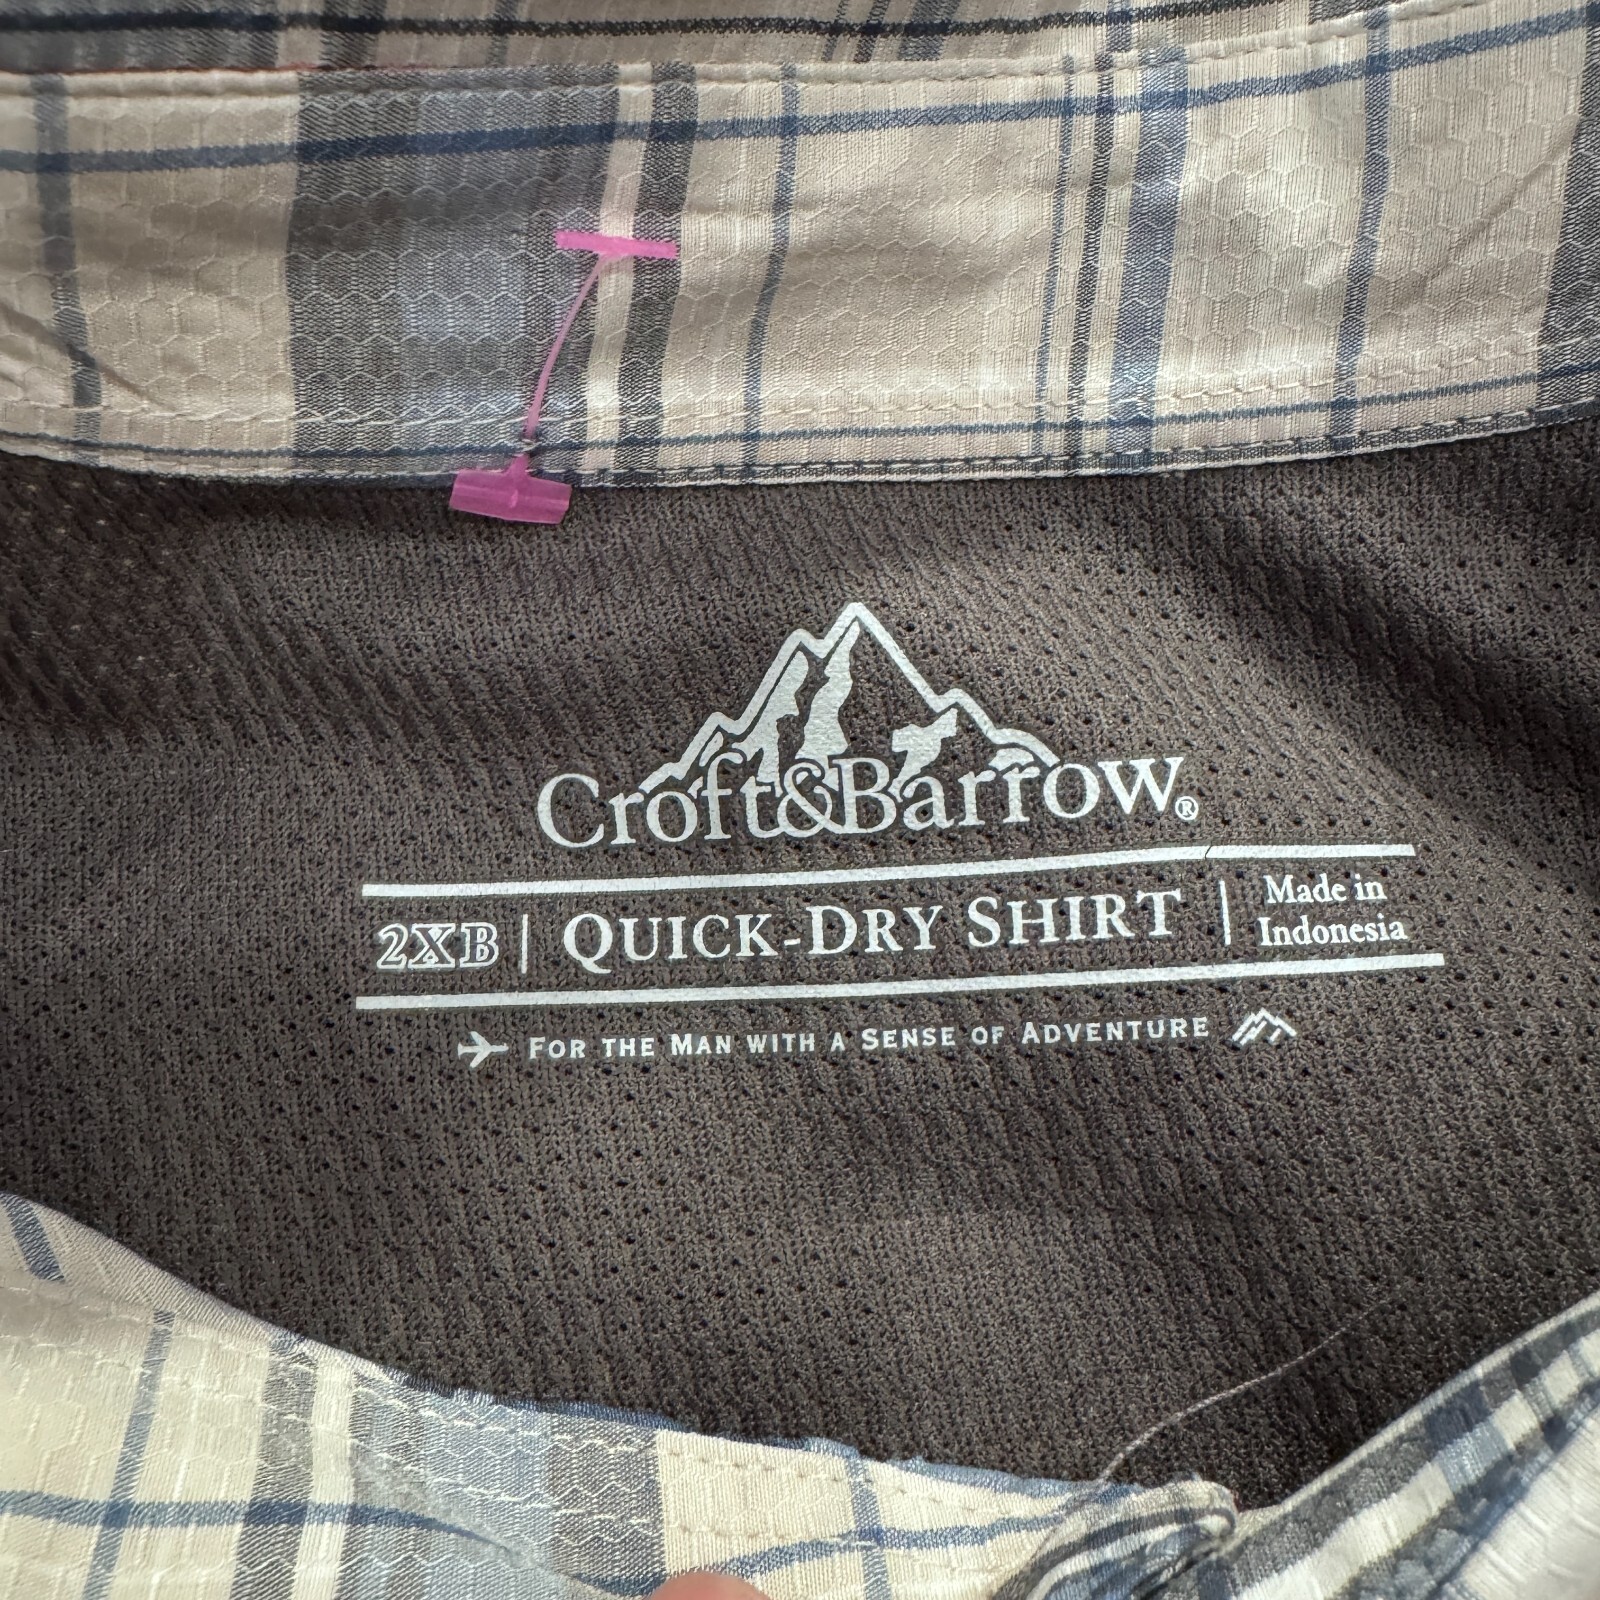 Croft&Barrow®
2XB | QUICK-DRY SHIRT | Made in Indonesia
FOR THE MAN WITH A SENSE OF ADVENTURE